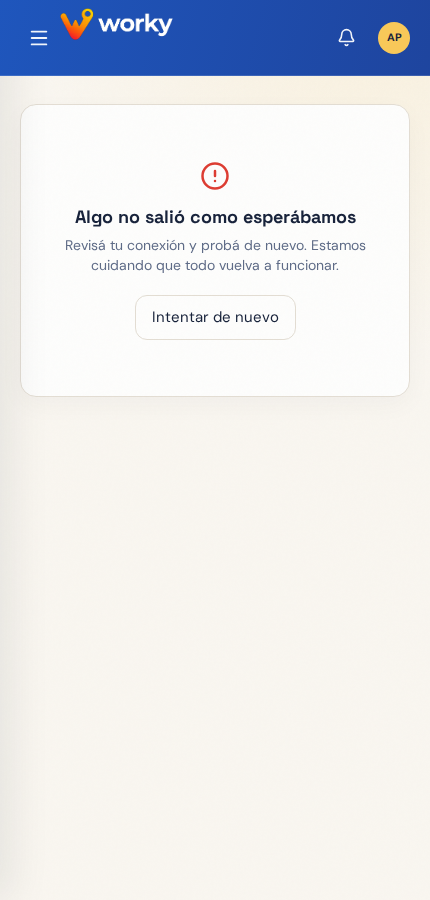 worky
AP
Algo no salió como esperábamos
Revisá tu conexión y probá de nuevo. Estamos
cuidando que todo vuelva a funcionar.
Intentar de nuevo